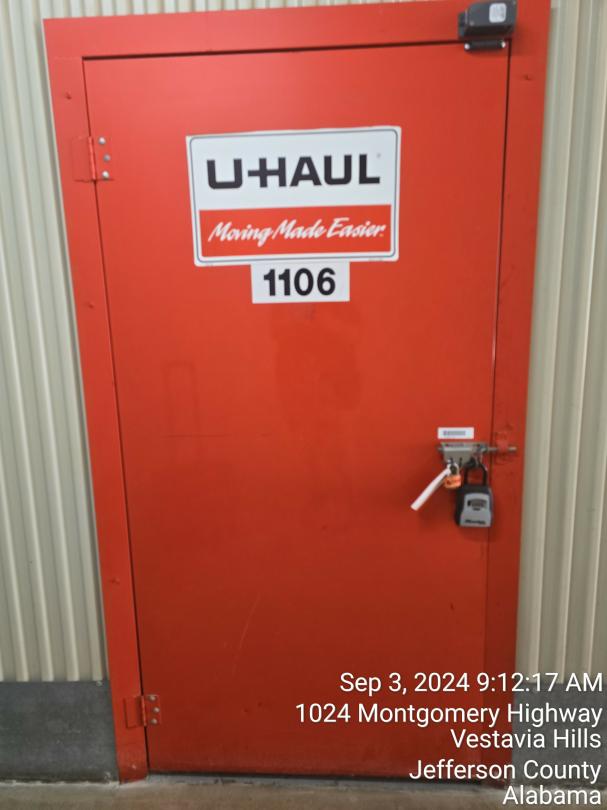 U-HAUL
Moving Made Easier.
1106
Sep 3, 2024 9:12:17 AM
1024 Montgomery Highway
Vestavia Hills
Jefferson County
Alabama